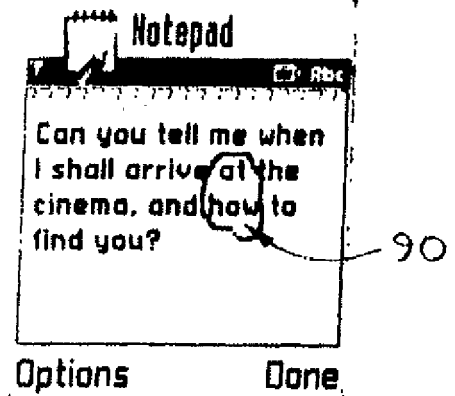 Notepad
Abc
Can you tell me when
I shall arrive at the
cinema, and how to
find you?
90
Options Done